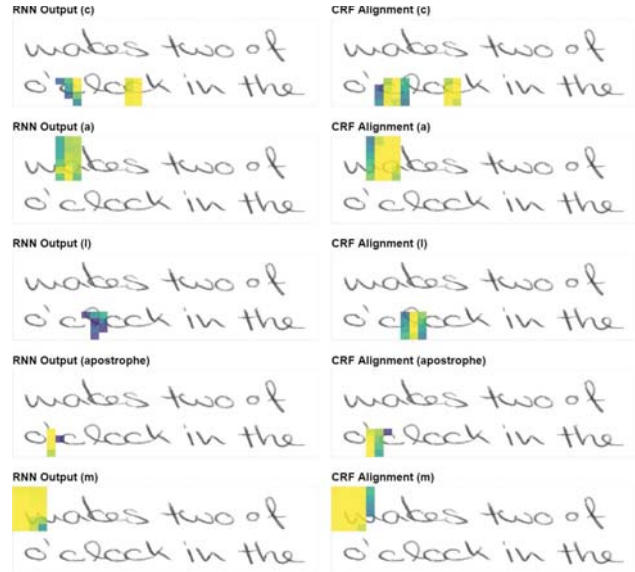 RNN Output (c)
makes two of
o'clock in the
CRF Alignment (c)
makes two of
o'clock in the
RNN Output (a)
makes two of
o'clock in the
CRF Alignment (a)
makes two of
o'clock in the
RNN Output (l)
makes two of
o'clock in the
CRF Alignment (l)
makes two of
o'clock in the
RNN Output (apostrophe)
makes two of
o'clock in the
CRF Alignment (apostrophe)
makes two of
o'clock in the
RNN Output (m)
makes two of
o'clock in the
CRF Alignment (m)
makes two of
o'clock in the